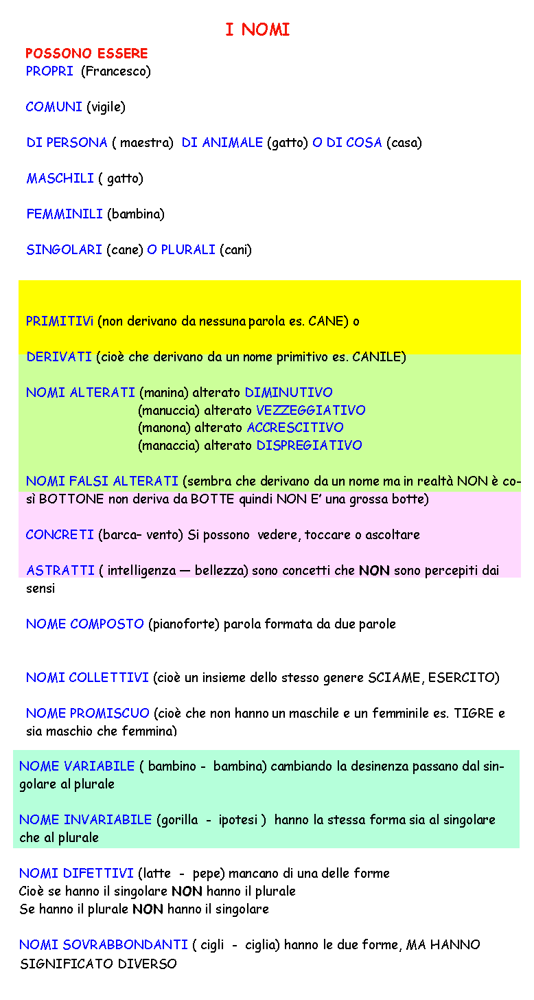 I NOMI
POSSONO ESSERE
PROPRI (Francesco)
COMUNI (vigile)
DI PERSONA ( maestra) DI ANIMALE (gatto) O DI COSA (casa)
MASCHILI ( gatto)
FEMMINILI (bambina)
SINGOLARI (cane) O PLURALI (cani)
PRIMITIVi (non derivano da nessuna parola es. CANE) o
DERIVATI (cioè che derivano da un nome primitivo es. CANILE)
NOMI ALTERATI (manina) alterato DIMINUTIVO
(manuccia) alterato VEZZEGGIATIVO
(manona) alterato ACCRESCITIVO
(manaccia) alterato DISPREGIATIVO
NOMI FALSI ALTERATI (sembra che derivano da un nome ma in realtà NON è co-
sì BOTTONE non deriva da BOTTE quindi NON E’ una grossa botte)
CONCRETI (barca– vento) Si possono vedere, toccare o ascoltare
ASTRATTI ( intelligenza — bellezza) sono concetti che NON sono percepiti dai
sensi
NOME COMPOSTO (pianoforte) parola formata da due parole
NOMI COLLETTIVI (cioè un insieme dello stesso genere SCIAME, ESERCITO)
NOME PROMISCUO (cioè che non hanno un maschile e un femminile es. TIGRE e
sia maschio che femmina)
NOME VARIABILE ( bambino - bambina) cambiando la desinenza passano dal sin-
golare al plurale
NOME INVARIABILE (gorilla - ipotesi ) hanno la stessa forma sia al singolare
che al plurale
NOMI DIFETTIVI (latte - pepe) mancano di una delle forme
Cioè se hanno il singolare NON hanno il plurale
Se hanno il plurale NON hanno il singolare
NOMI SOVRABBONDANTI ( cigli - ciglia) hanno le due forme, MA HANNO
SIGNIFICATO DIVERSO